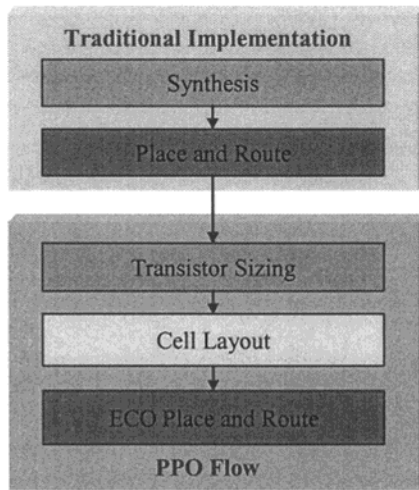 Traditional Implementation
Synthesis
Place and Route
Transistor Sizing
Cell Layout
ECO Place and Route
PPO Flow